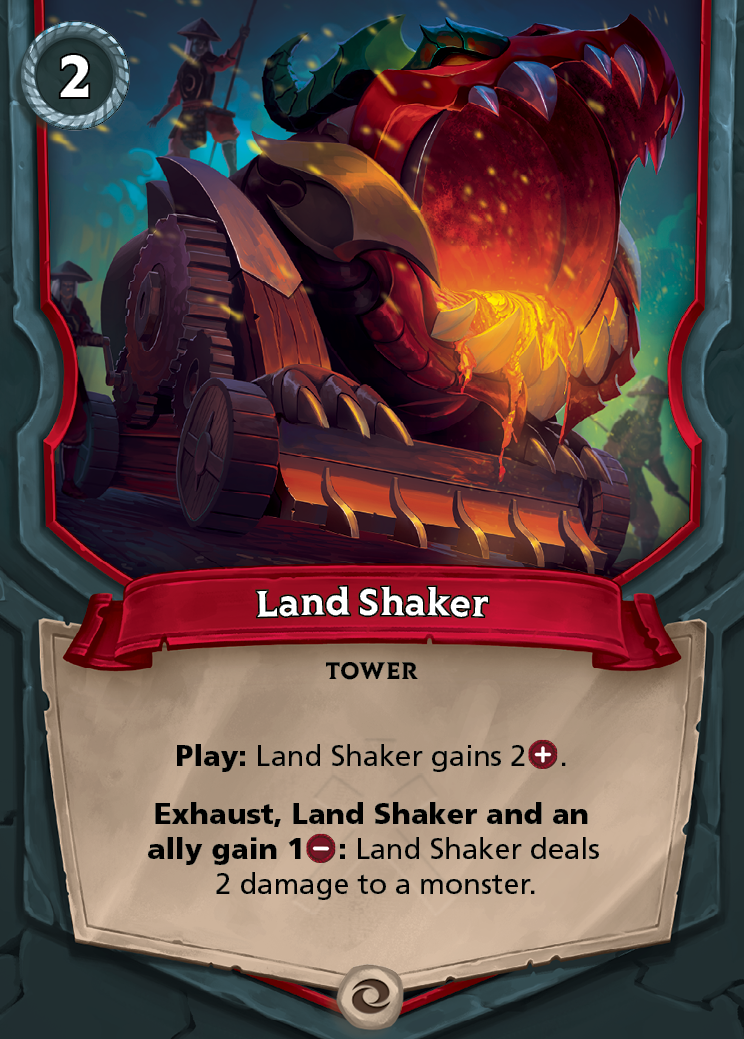 2
Land Shaker
TOWER
Play: Land Shaker gains 2+.
Exhaust, Land Shaker and an
ally gain 1−: Land Shaker deals
2 damage to a monster.